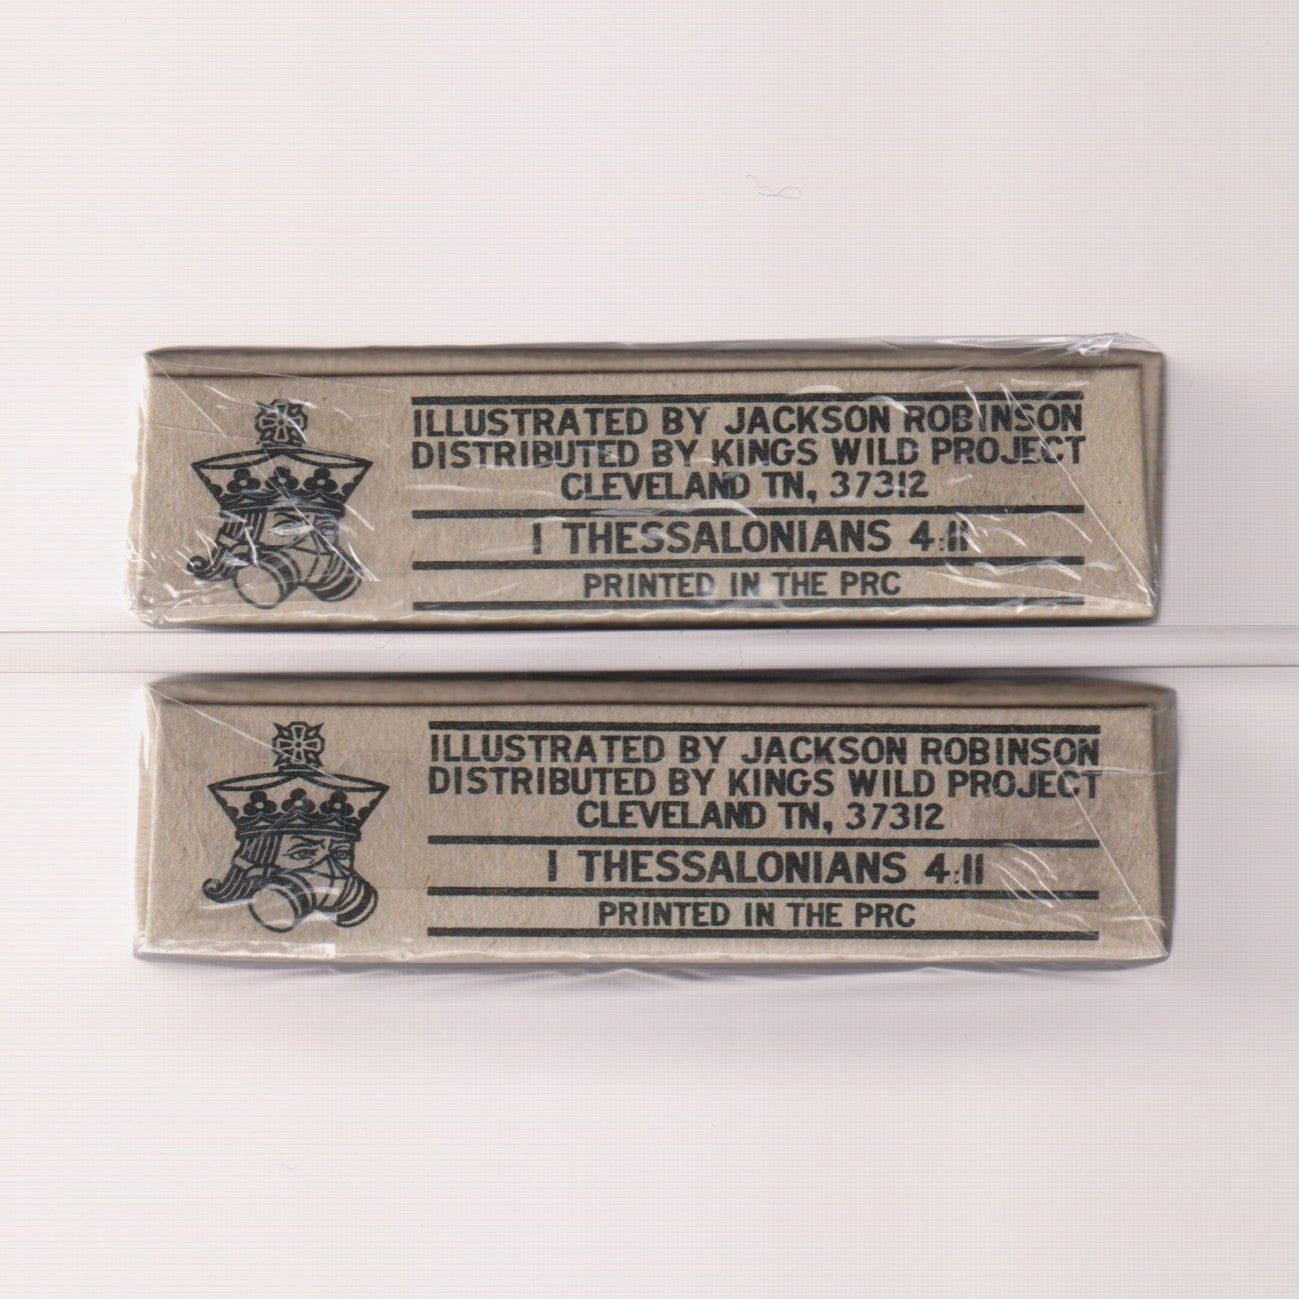 ILLUSTRATED BY JACKSON ROBINSON
DISTRIBUTED BY KINGS WILD PROJECT
CLEVELAND TN, 37312
I THESSALONIANS 4:11
PRINTED IN THE PRC
ILLUSTRATED BY JACKSON ROBINSON
DISTRIBUTED BY KINGS WILD PROJECT
CLEVELAND TN, 37312
I THESSALONIANS 4:11
PRINTED IN THE PRC